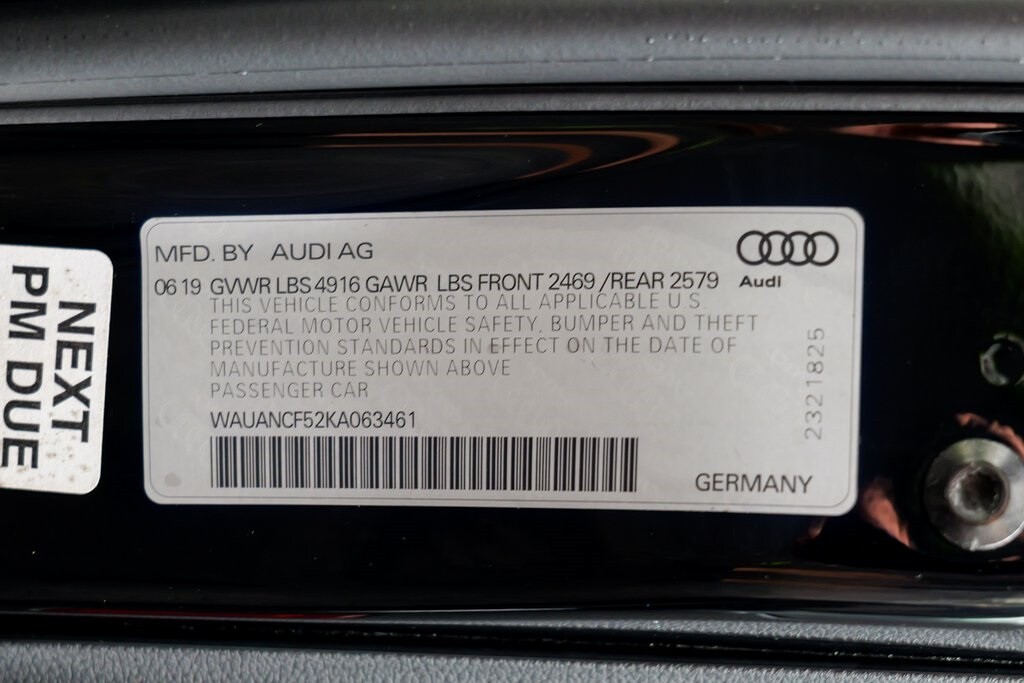 MFD. BY AUDI AG
06 19 GVWR LBS 4916 GAWR LBS FRONT 2469 /REAR 2579
THIS VEHICLE CONFORMS TO ALL APPLICABLE U S
FEDERAL MOTOR VEHICLE SAFETY, BUMPER AND THEFT
PREVENTION STANDARDS IN EFFECT ON THE DATE OF
MANUFACTURE SHOWN ABOVE
PASSENGER CAR
WAUANCF52KA063461
GERMANY
Audi
2321825
NEXT
PM DUE